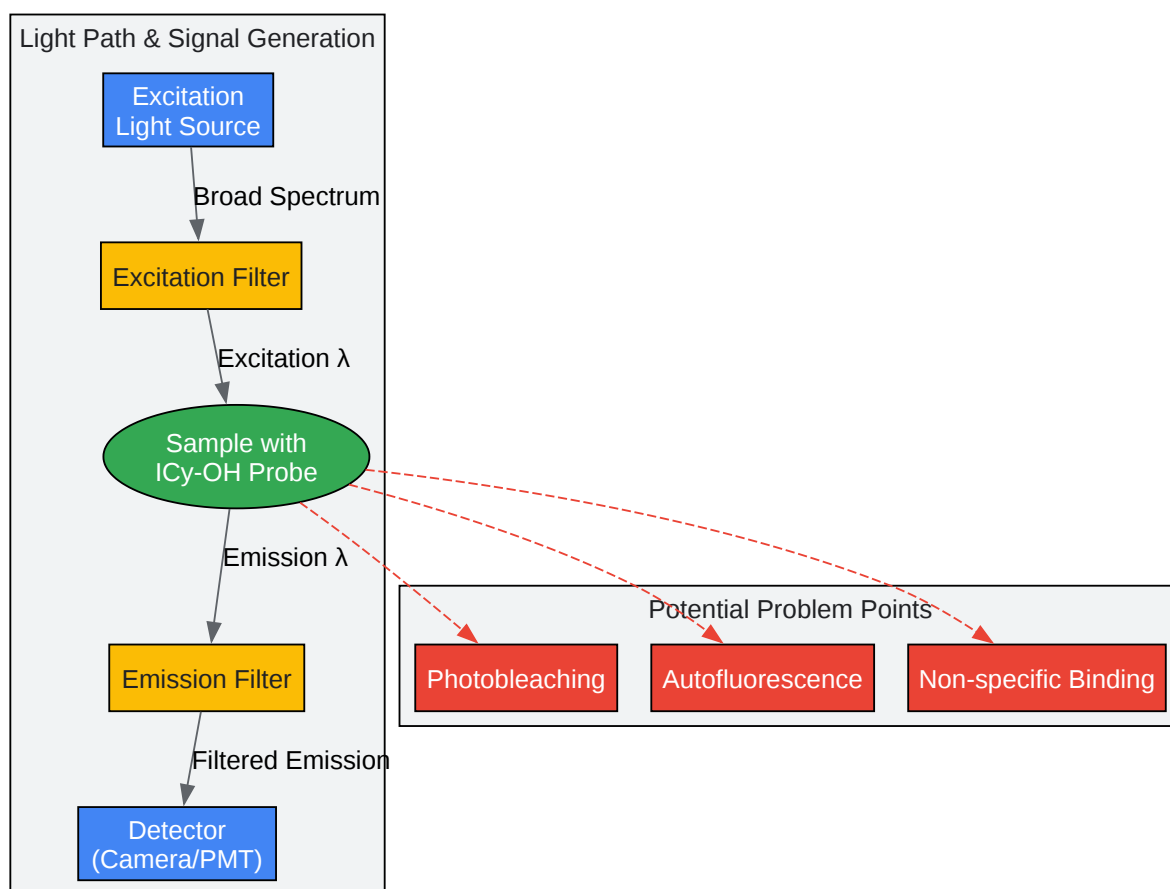 Light Path & Signal Generation
Excitation
Light Source
Broad Spectrum
Excitation Filter
Excitation λ
Sample with
ICy-OH Probe
Emission λ
Potential Problem Points
Emission Filter
Photobleaching
Autofluorescence
Non-specific Binding
Filtered Emission
Detector
(Camera/PMT)